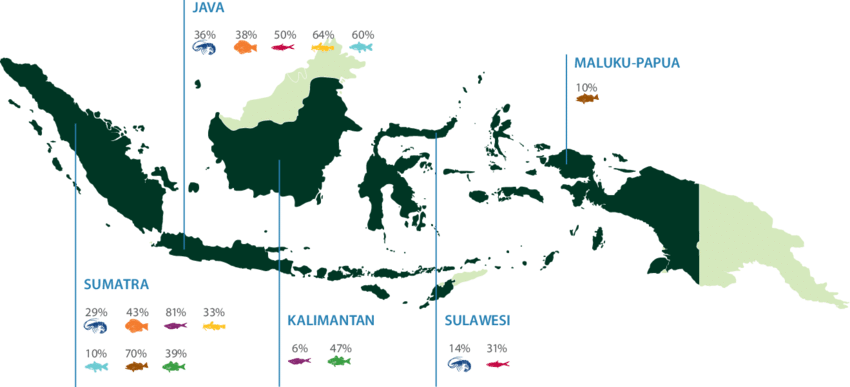 JAVA
36% 38% 50% 64% 60%
MALUKU-PAPUA
10%
SUMATRA
29% 43% 81% 33%
10% 70% 39%
KALIMANTAN
6% 47%
SULAWESI
14% 31%